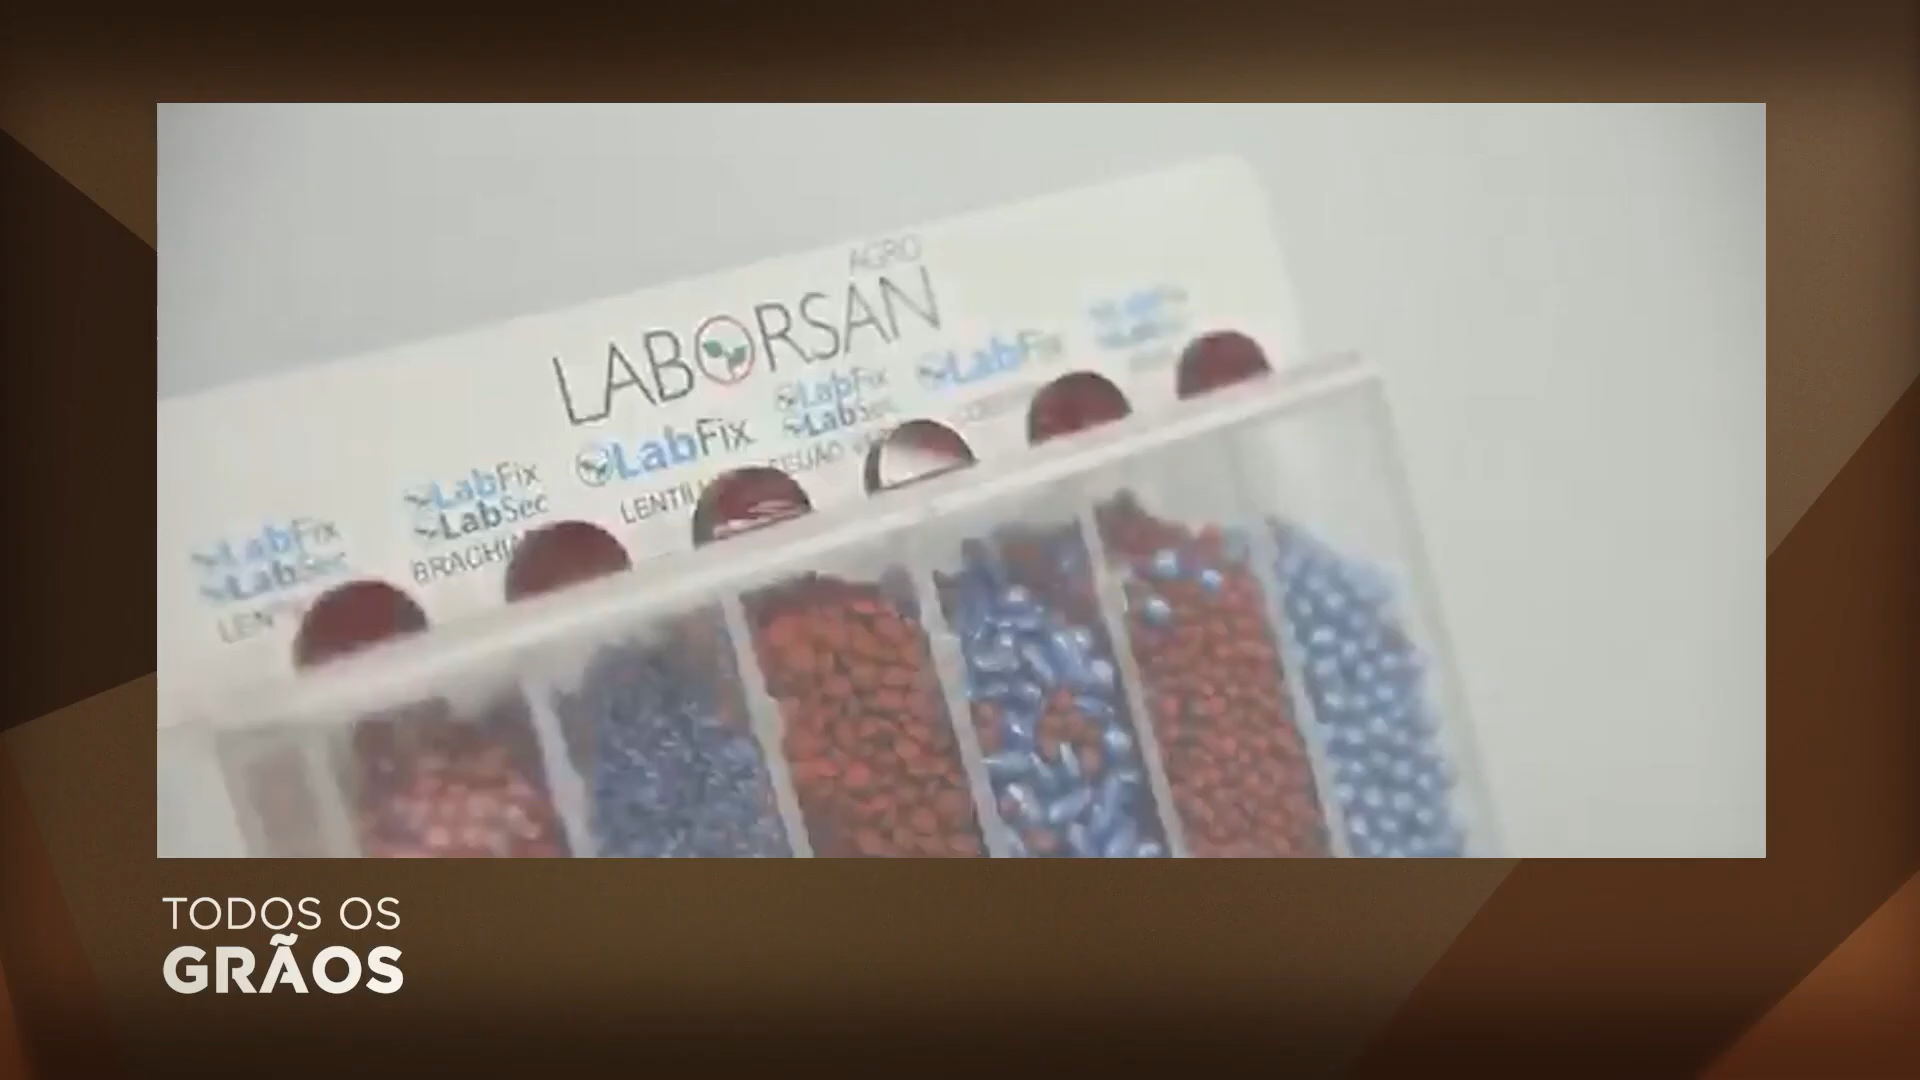 AGRO
LABORSAN
LabFix
LabSec
LabFix
LabSec
BRACHIA
LabFix
LENTIL
LabFix
LabSec
LabFix
TODOS OS
GRÃOS